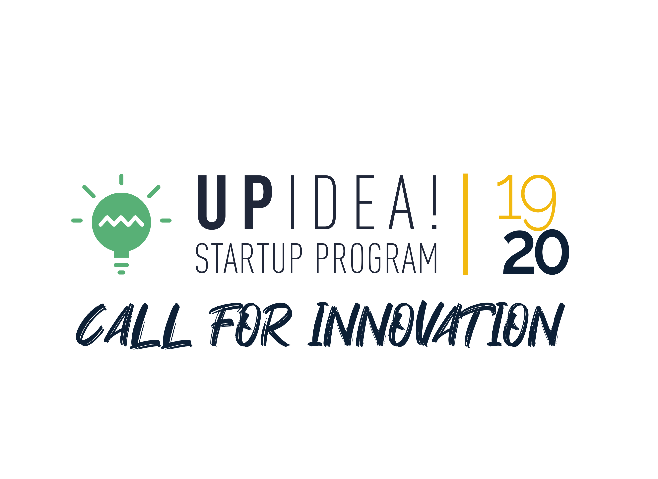 UPIDEA! 19
STARTUP PROGRAM 20
CALL FOR INNOVATION